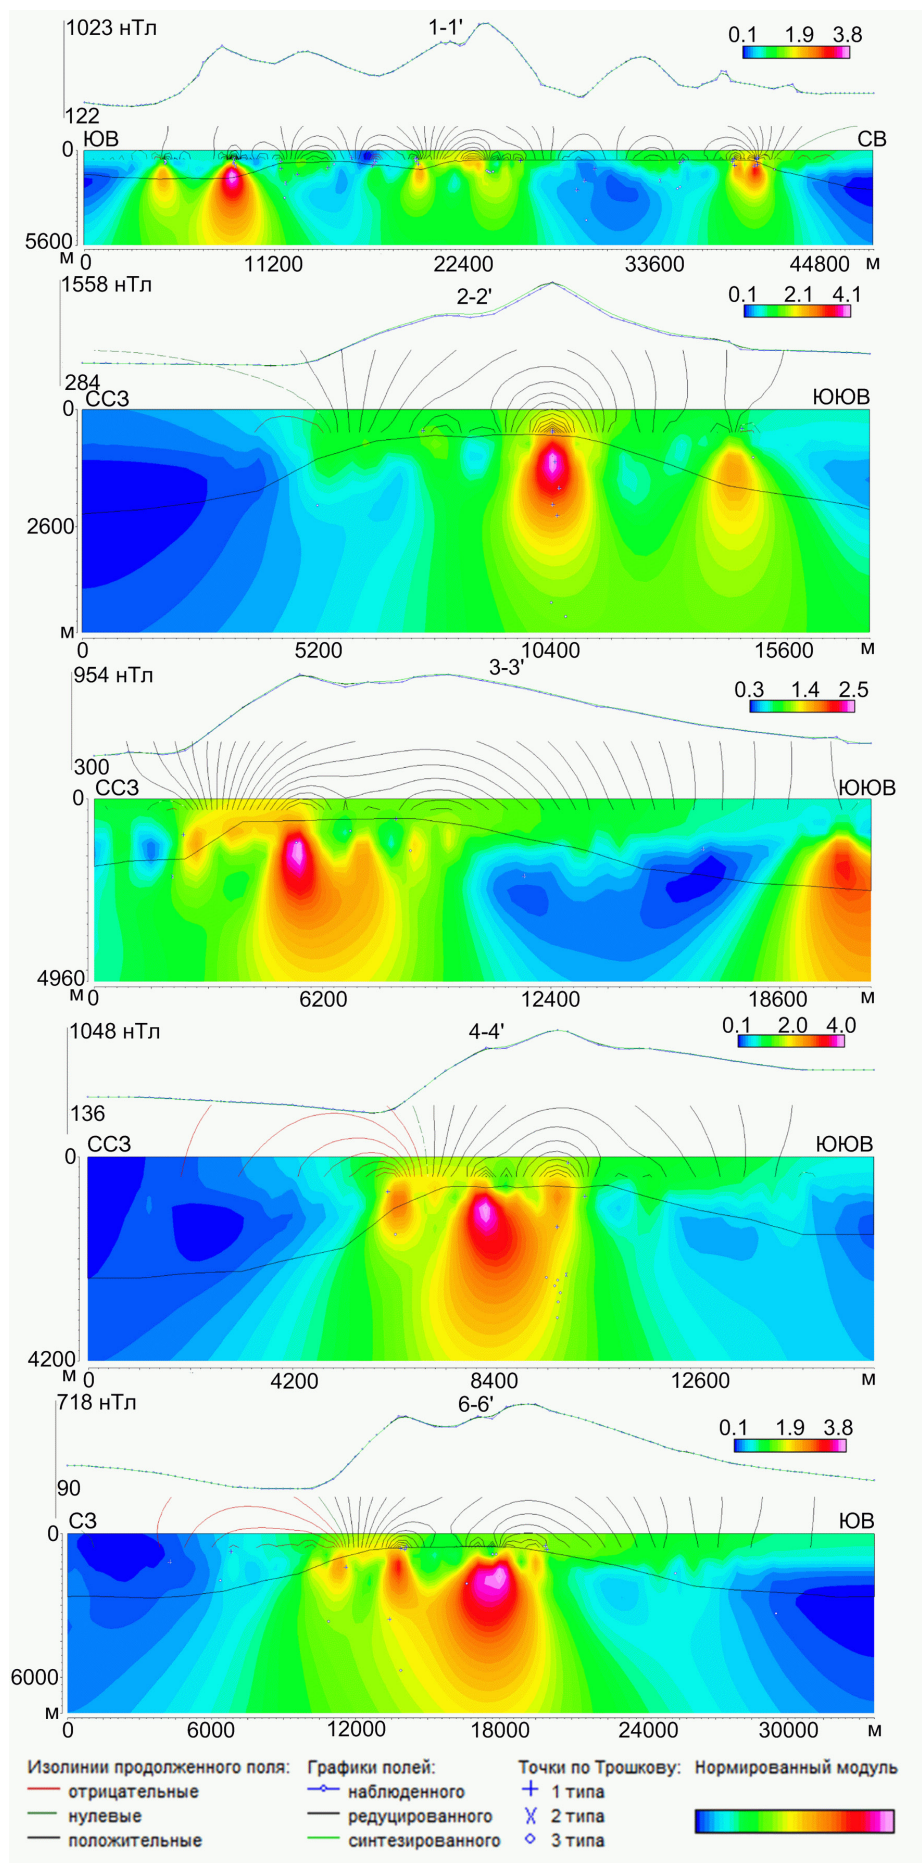 1023 нТл
1-1'
0.1 1.9 3.8
122
ЮВ СВ
0
5600
м 0 11200 22400 33600 44800 м
1558 нТл
2-2'
0.1 2.1 4.1
284
ССЗ ЮЮВ
0
2600
м
0 5200 10400 15600 м
954 нТл
3-3'
0.3 1.4 2.5
300
ССЗ ЮЮВ
0
4960
м 0 6200 12400 18600 м
1048 нТл
4-4'
0.1 2.0 4.0
136
ССЗ ЮЮВ
0
4200
м 0 4200 8400 12600 м
718 нТл
6-6'
0.1 1.9 3.8
90
СЗ ЮВ
0
6000
м
0 6000 12000 18000 24000 30000 м
Изолинии продолженного поля:
отрицательные
нулевые
положительные
Графики полей:
наблюденного
редуцированного
синтезированного
Точки по Трошкову:
1 типа
2 типа
3 типа
Нормированный модуль